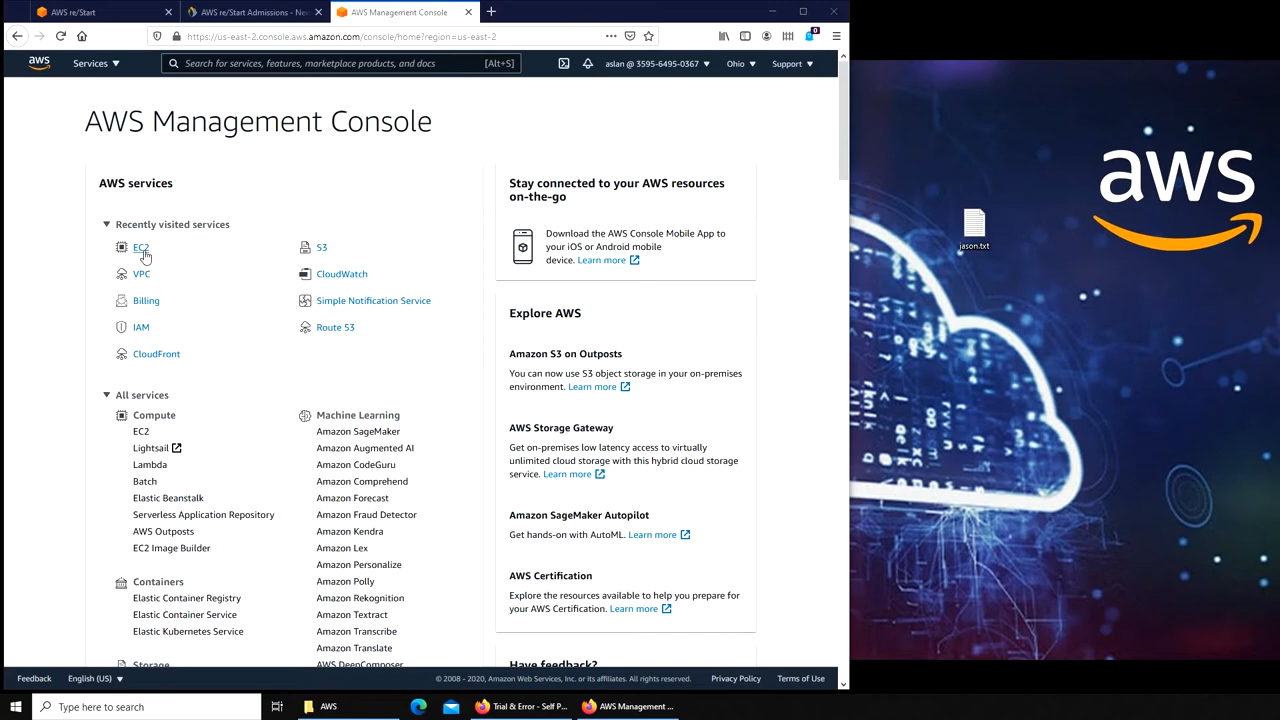 AWS re/Start
AWS re/Start Admissions - Ne
AWS Management Console
https://us-east-2.console.aws.amazon.com/console/home?region=us-east-2
0
aws
Services
Search for services, features, marketplace products, and docs
[Alt+S]
aslan @ 3595-6495-0367
Ohio
Support
AWS Management Console
AWS services
Recently visited services
EC2
S3
VPC
CloudWatch
Billing
Simple Notification Service
IAM
Route 53
CloudFront
All services
Compute
EC2
Lightsail
Lambda
Batch
Elastic Beanstalk
Serverless Application Repository
AWS Outposts
EC2 Image Builder
Containers
Elastic Container Registry
Elastic Container Service
Elastic Kubernetes Service
Storage
Machine Learning
Amazon SageMaker
Amazon Augmented AI
Amazon CodeGuru
Amazon Comprehend
Amazon Forecast
Amazon Fraud Detector
Amazon Kendra
Amazon Lex
Amazon Personalize
Amazon Polly
Amazon Rekognition
Amazon Textract
Amazon Transcribe
Amazon Translate
AWS DeepComposer
Stay connected to your AWS resources
on-the-go
Download the AWS Console Mobile App to
your iOS or Android mobile
device. Learn more
Explore AWS
Amazon S3 on Outposts
You can now use S3 object storage in your on-premises
environment. Learn more
AWS Storage Gateway
Get on-premises low latency access to virtually
unlimited cloud storage with this hybrid cloud storage
service. Learn more
Amazon SageMaker Autopilot
Get hands-on with AutoML. Learn more
AWS Certification
Explore the resources available to help you prepare for
your AWS Certification. Learn more
Have feedback?
Feedback
English (US)
© 2008 - 2020, Amazon Web Services, Inc. or its affiliates. All rights reserved.
Privacy Policy
Terms of Use
aws
jason.txt
Type here to search
AWS
Trial & Error - Self P...
AWS Management ...